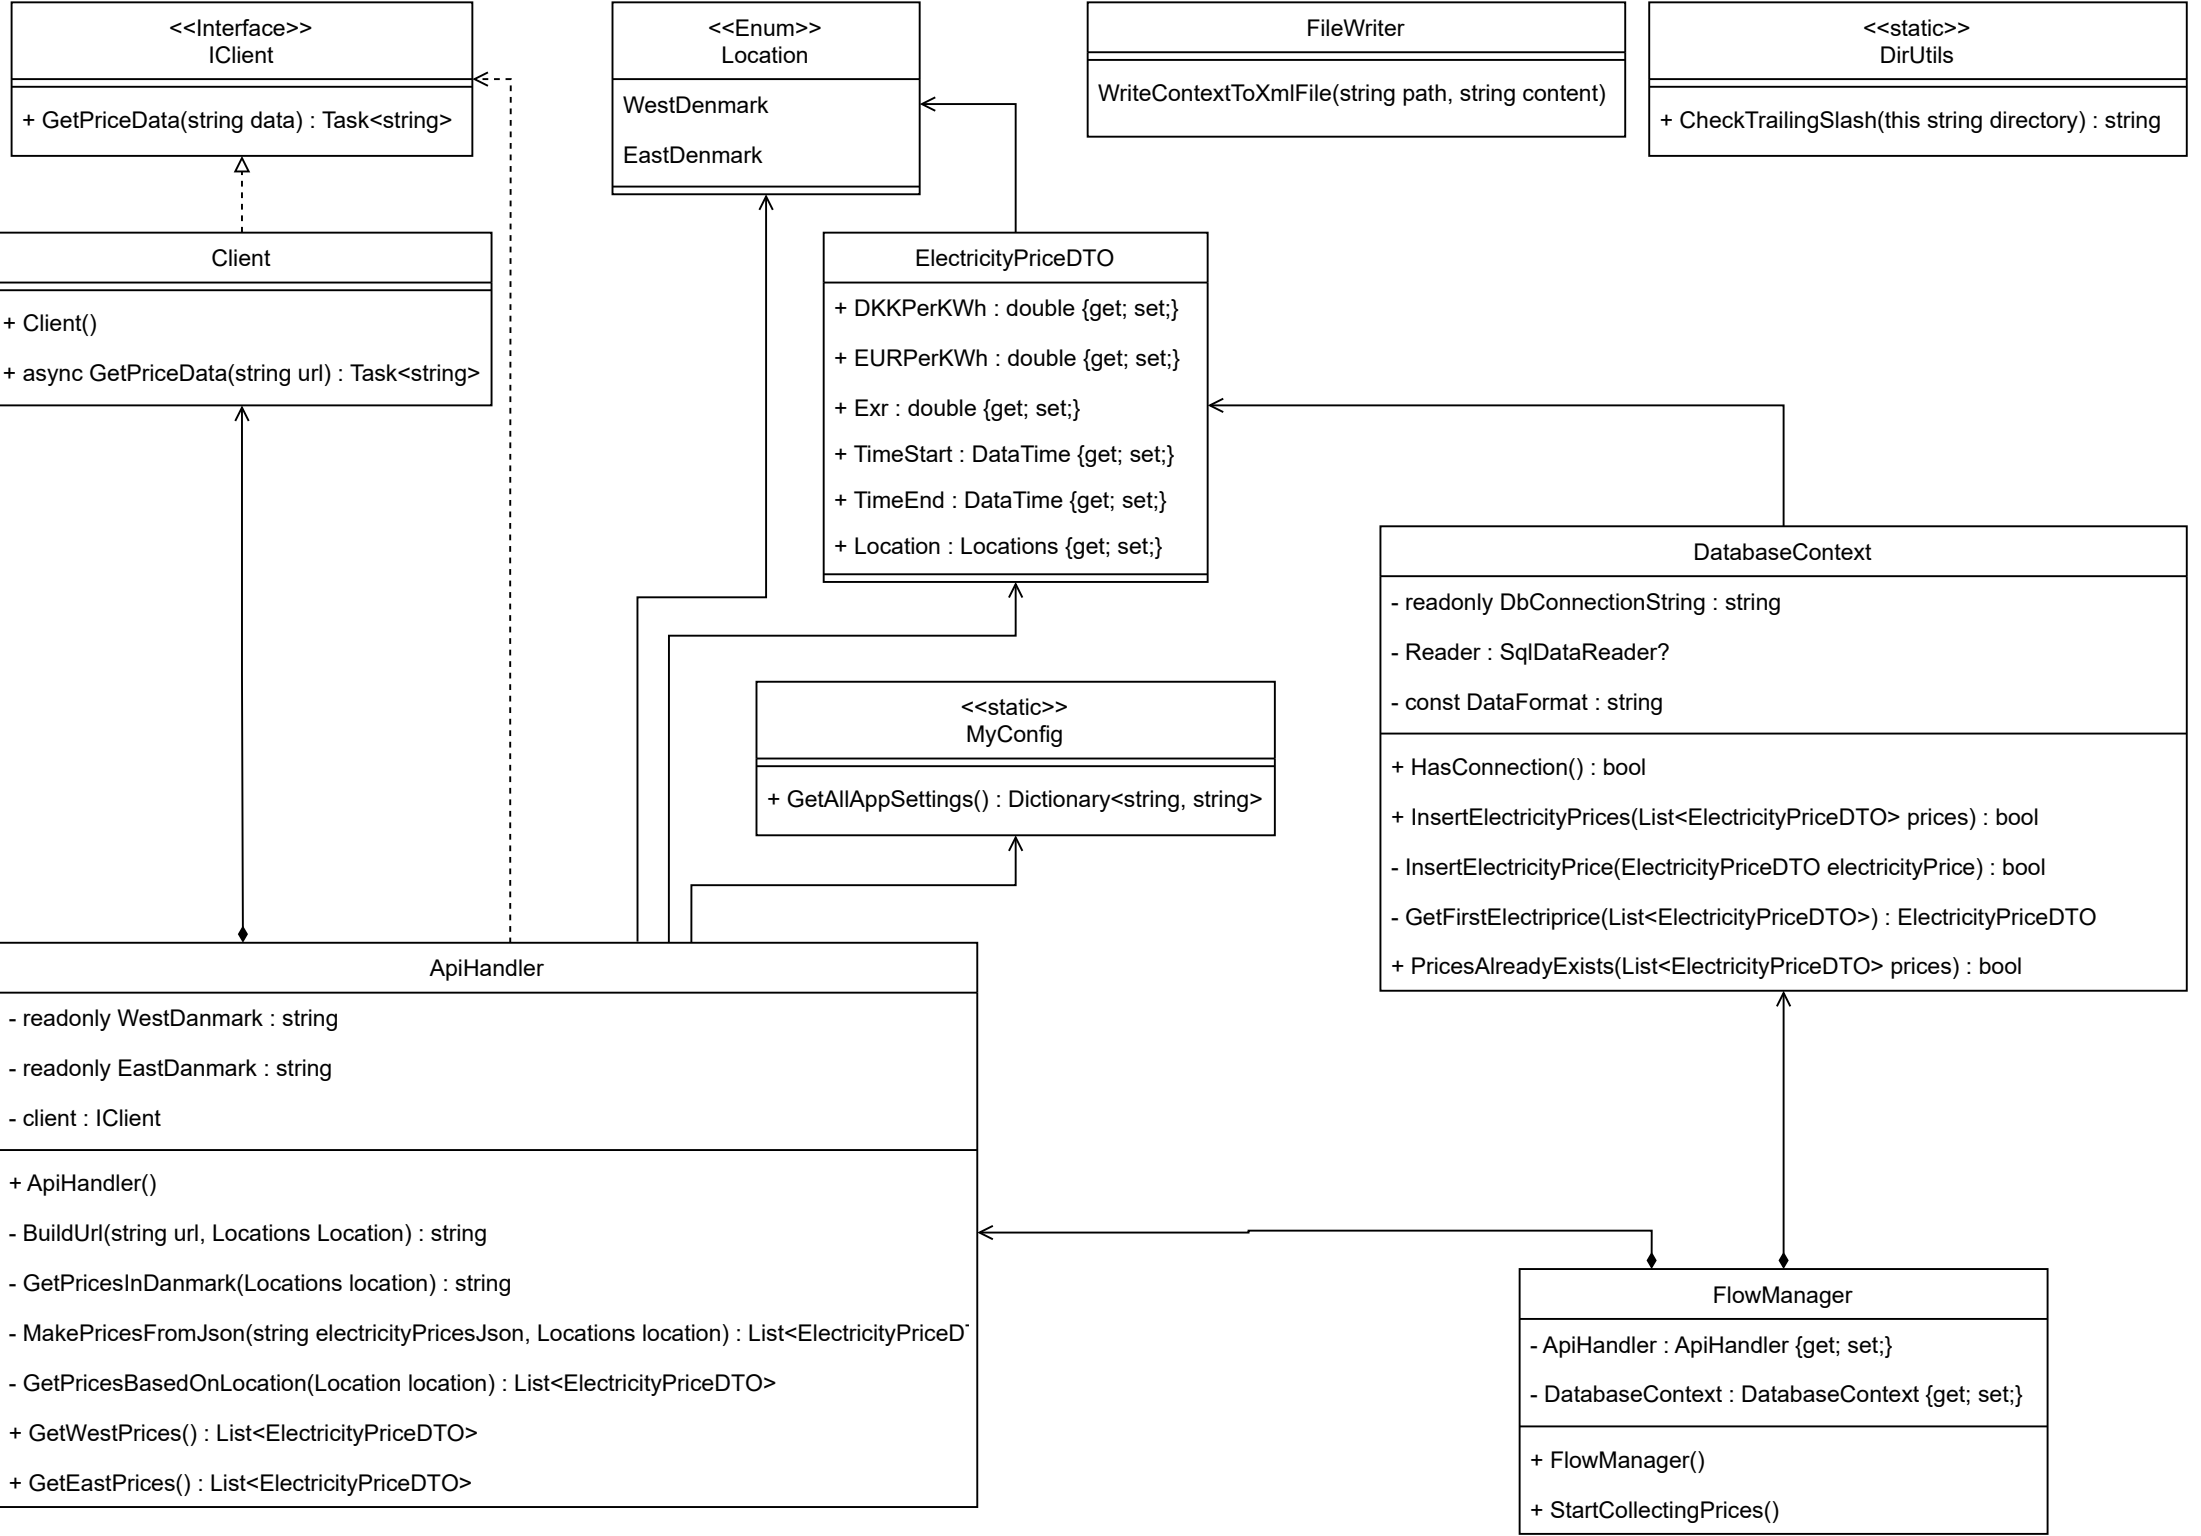 <<Interface>>
IClient
+ GetPriceData(string data) : Task<string>
<<Enum>>
Location
WestDenmark
EastDenmark
FileWriter
WriteContextToXmlFile(string path, string content)
<<static>>
DirUtils
+ CheckTrailingSlash(this string directory) : string
Client
+ Client()
+ async GetPriceData(string url) : Task<string>
ElectricityPriceDTO
+ DKKPerKWh : double {get; set;}
+ EURPerKWh : double {get; set;}
+ Exr : double {get; set;}
+ TimeStart : DataTime {get; set;}
+ TimeEnd : DataTime {get; set;}
+ Location : Locations {get; set;}
<<static>>
MyConfig
+ GetAllAppSettings() : Dictionary<string, string>
DatabaseContext
- readonly DbConnectionString : string
- Reader : SqlDataReader?
- const DataFormat : string
+ HasConnection() : bool
+ InsertElectricityPrices(List<ElectricityPriceDTO> prices) : bool
- InsertElectricityPrice(ElectricityPriceDTO electricityPrice) : bool
- GetFirstElectriprice(List<ElectricityPriceDTO>) : ElectricityPriceDTO
+ PricesAlreadyExists(List<ElectricityPriceDTO> prices) : bool
ApiHandler
- readonly WestDanmark : string
- readonly EastDanmark : string
- client : IClient
+ ApiHandler()
- BuildUrl(string url, Locations Location) : string
- GetPricesInDanmark(Locations location) : string
- MakePricesFromJson(string electricityPricesJson, Locations location) : List<ElectricityPriceD
- GetPricesBasedOnLocation(Location location) : List<ElectricityPriceDTO>
+ GetWestPrices() : List<ElectricityPriceDTO>
+ GetEastPrices() : List<ElectricityPriceDTO>
FlowManager
- ApiHandler : ApiHandler {get; set;}
- DatabaseContext : DatabaseContext {get; set;}
+ FlowManager()
+ StartCollectingPrices()